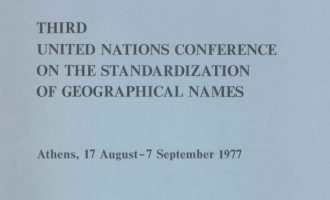 THIRD
UNITED NATIONS CONFERENCE
ON THE STANDARDIZATION
OF GEOGRAPHICAL NAMES
Athens, 17 August–7 September 1977